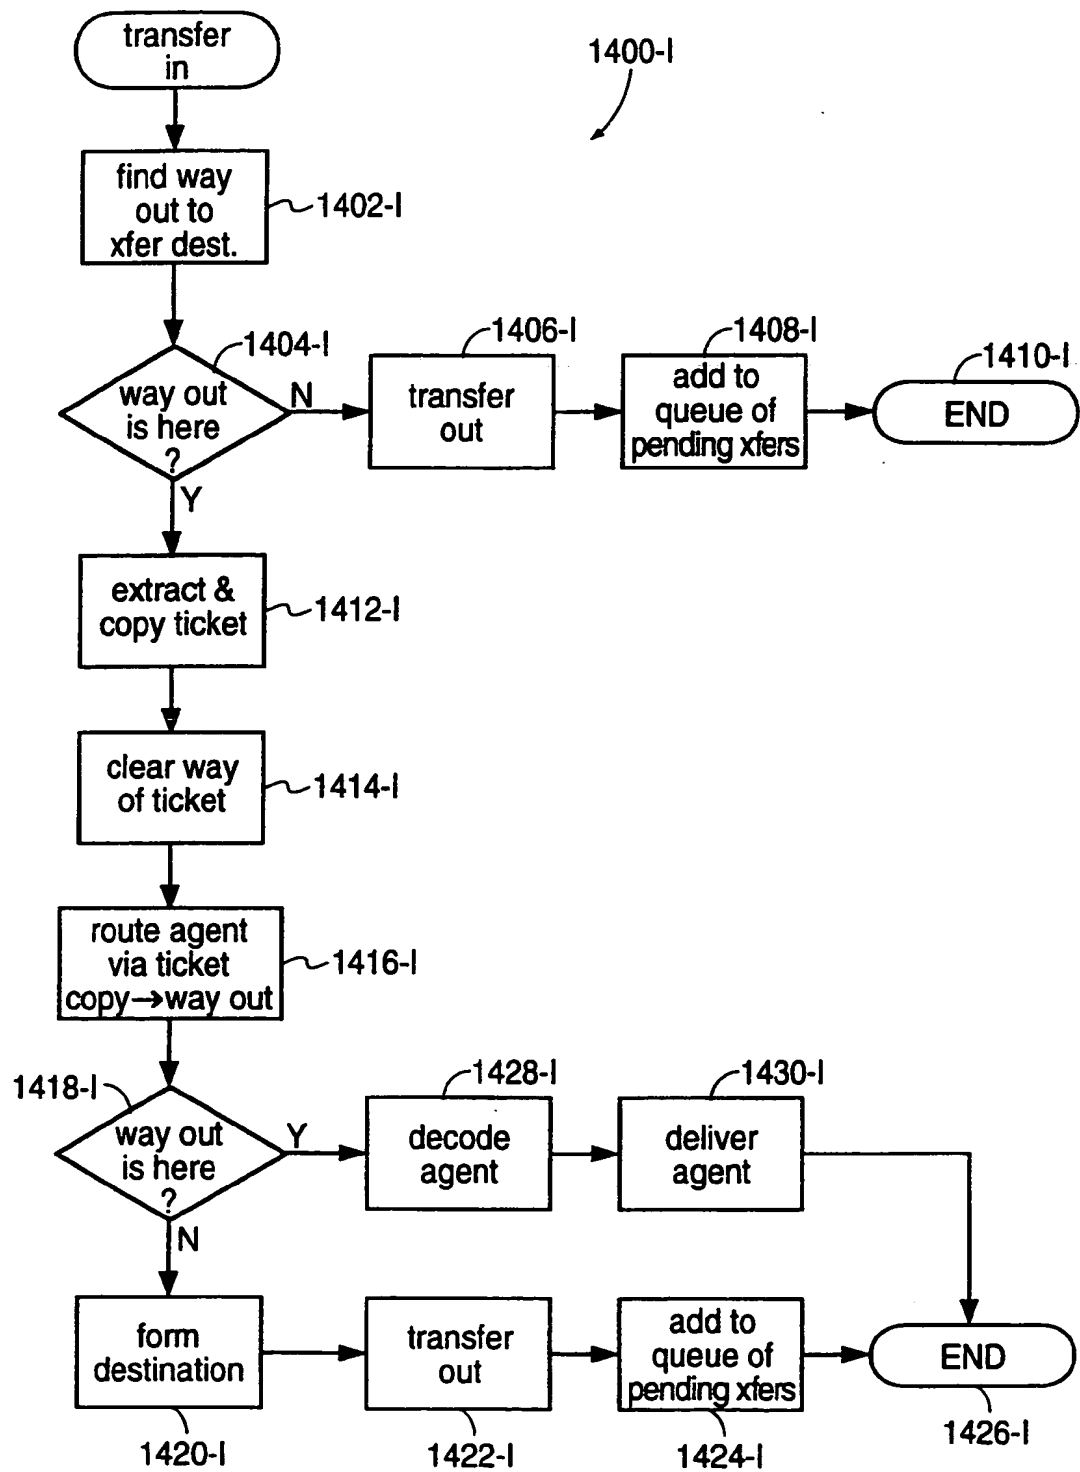 transfer
in
1400-I
find way
out to
xfer dest.
1402-I
1404-I
way out
is here
?
N
Y
1406-I
transfer
out
1408-I
add to
queue of
pending xfers
1410-I
END
extract &
copy ticket
1412-I
clear way
of ticket
1414-I
route agent
via ticket
copy→way out
1416-I
1418-I
way out
is here
?
Y
N
1428-I
decode
agent
1430-I
deliver
agent
form
destination
1420-I
transfer
out
1422-I
add to
queue of
pending xfers
1424-I
END
1426-I